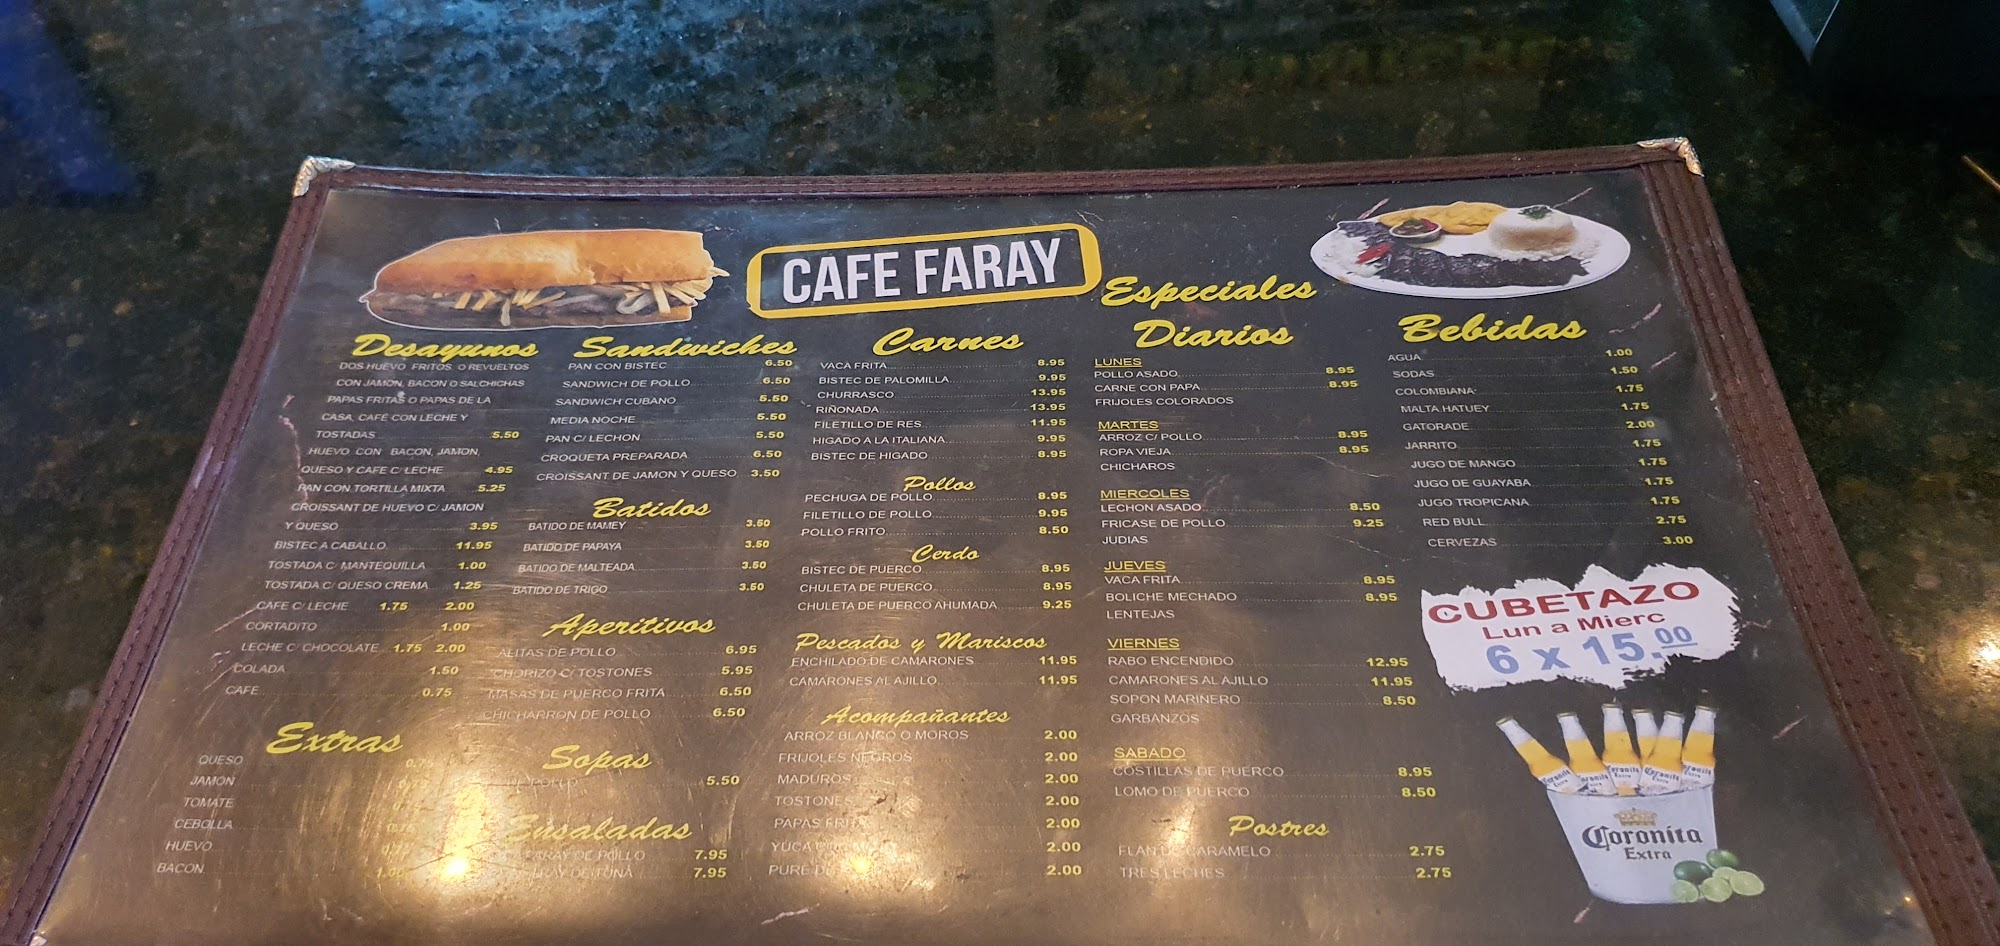 CAFE FARAY
Desayunos
DOS HUEVO FRITOS O REVUELTOS
CON JAMON, BACON O SALCHICHAS
PAPAS FRITAS O PAPAS DE LA
CASA, CAFÉ CON LECHE Y
TOSTADAS 5.50
HUEVO CON BACON, JAMON,
QUESO Y CAFE C/ LECHE 4.95
PAN CON TORTILLA MIXTA 5.25
CROISSANT DE HUEVO C/ JAMON
Y QUESO 3.95
BISTEC A CABALLO 11.95
TOSTADA C/ MANTEQUILLA 1.00
TOSTADA C/ QUESO CREMA 1.25
CAFE C/ LECHE 1.75 2.00
CORTADITO 1.00
LECHE C/ CHOCOLATE 1.75 2.00
COLADA 1.50
CAFE 0.75
Extras
QUESO 0.75
JAMON
TOMATE
CEBOLLA 0.75
HUEVO
BACON 1.00
Sandwiches
PAN CON BISTEC 6.50
SANDWICH DE POLLO 6.50
SANDWICH CUBANO 5.50
MEDIA NOCHE 5.50
PAN C/ LECHON 5.50
CROQUETA PREPARADA 6.50
CROISSANT DE JAMON Y QUESO 3.50
Batidos
BATIDO DE MAMEY 3.50
BATIDO DE PAPAYA 3.50
BATIDO DE MALTEADA 3.50
BATIDO DE TRIGO 3.50
Aperitivos
ALITAS DE POLLO 6.95
CHORIZO C/ TOSTONES 5.95
MASAS DE PUERCO FRITA 6.50
CHICHARRON DE POLLO 6.50
Sopas
POLLO 5.50
Ensaladas
FARAY DE POLLO 7.95
FARAY DE TUNA 7.95
Carnes
VACA FRITA 8.95
BISTEC DE PALOMILLA 9.95
CHURRASCO 13.95
RIÑONADA 13.95
FILETILLO DE RES 11.95
HIGADO A LA ITALIANA 9.95
BISTEC DE HIGADO 8.95
Pollos
PECHUGA DE POLLO 8.95
FILETILLO DE POLLO 9.95
POLLO FRITO 8.50
Cerdo
BISTEC DE PUERCO 8.95
CHULETA DE PUERCO 8.95
CHULETA DE PUERCO AHUMADA 9.25
Pescados y Mariscos
ENCHILADO DE CAMARONES 11.95
CAMARONES AL AJILLO 11.95
Acompañantes
ARROZ BLANCO O MOROS 2.00
FRIJOLES NEGROS 2.00
MADUROS 2.00
TOSTONES 2.00
PAPAS FRITA 2.00
YUCA 2.00
PURE DE 2.00
Especiales
Diarios
LUNES
POLLO ASADO 8.95
CARNE CON PAPA 8.95
FRIJOLES COLORADOS
MARTES
ARROZ C/ POLLO 8.95
ROPA VIEJA 8.95
CHICHAROS
MIERCOLES
LECHON ASADO 8.50
FRICASE DE POLLO 9.25
JUDIAS
JUEVES
VACA FRITA 8.95
BOLICHE MECHADO 8.95
LENTEJAS
VIERNES
RABO ENCENDIDO 12.95
CAMARONES AL AJILLO 11.95
SOPON MARINERO 8.50
GARBANZOS
SABADO
COSTILLAS DE PUERCO 8.95
LOMO DE PUERCO 8.50
Postres
FLAN DE CARAMELO 2.75
TRES LECHES 2.75
Bebidas
AGUA 1.00
SODAS 1.50
COLOMBIANA 1.75
MALTA HATUEY 1.75
GATORADE 2.00
JARRITO 1.75
JUGO DE MANGO 1.75
JUGO DE GUAYABA 1.75
JUGO TROPICANA 1.75
RED BULL 2.75
CERVEZAS 3.00
CUBETAZO
Lun a Mierc
6 x 15.00
Coronita
Extra